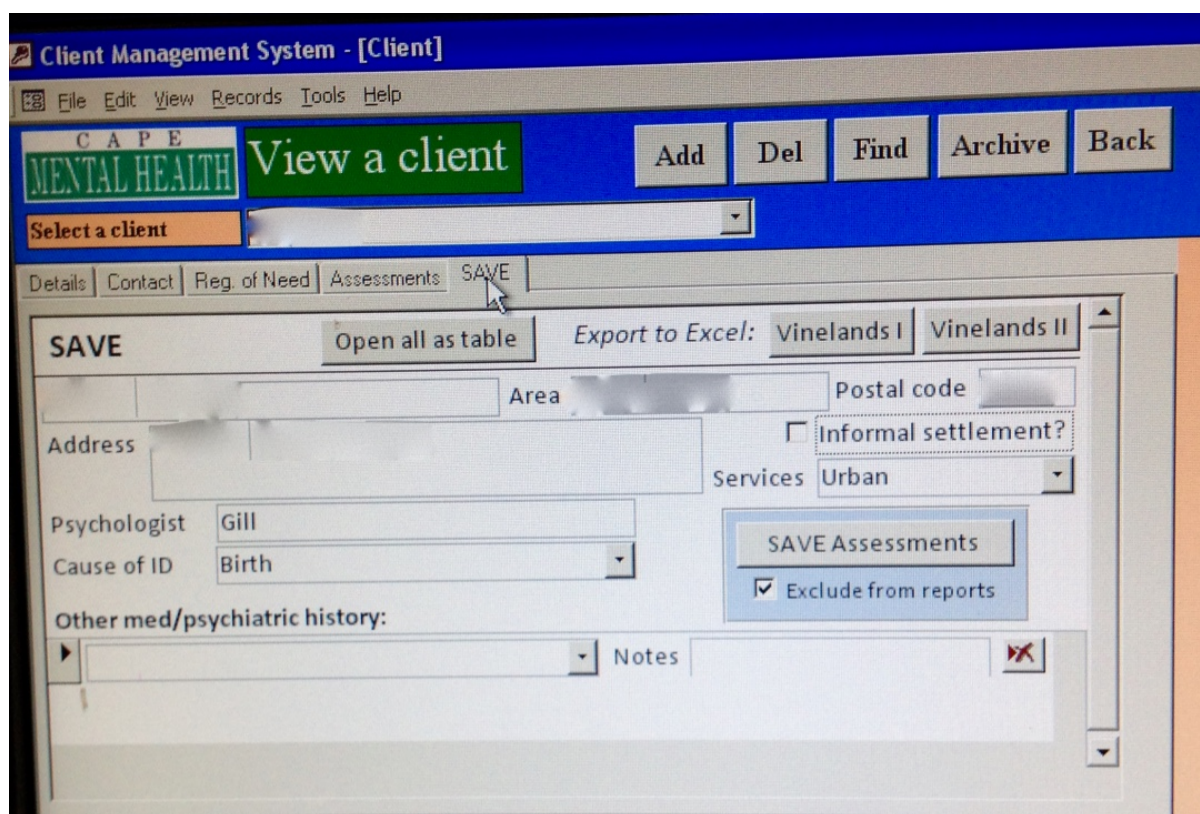 Client Management System - [Client]
File Edit View Records Tools Help
CAPE
MENTAL HEALTH
View a client
Add Del Find Archive Back
Select a client
Details Contact Reg. of Need Assessments SAVE
SAVE Open all as table Export to Excel: Vinelands I Vinelands II
Area Postal code
Address Informal settlement?
Services Urban
Psychologist Gill
SAVE Assessments
Cause of ID Birth
Exclude from reports
Other med/psychiatric history:
Notes